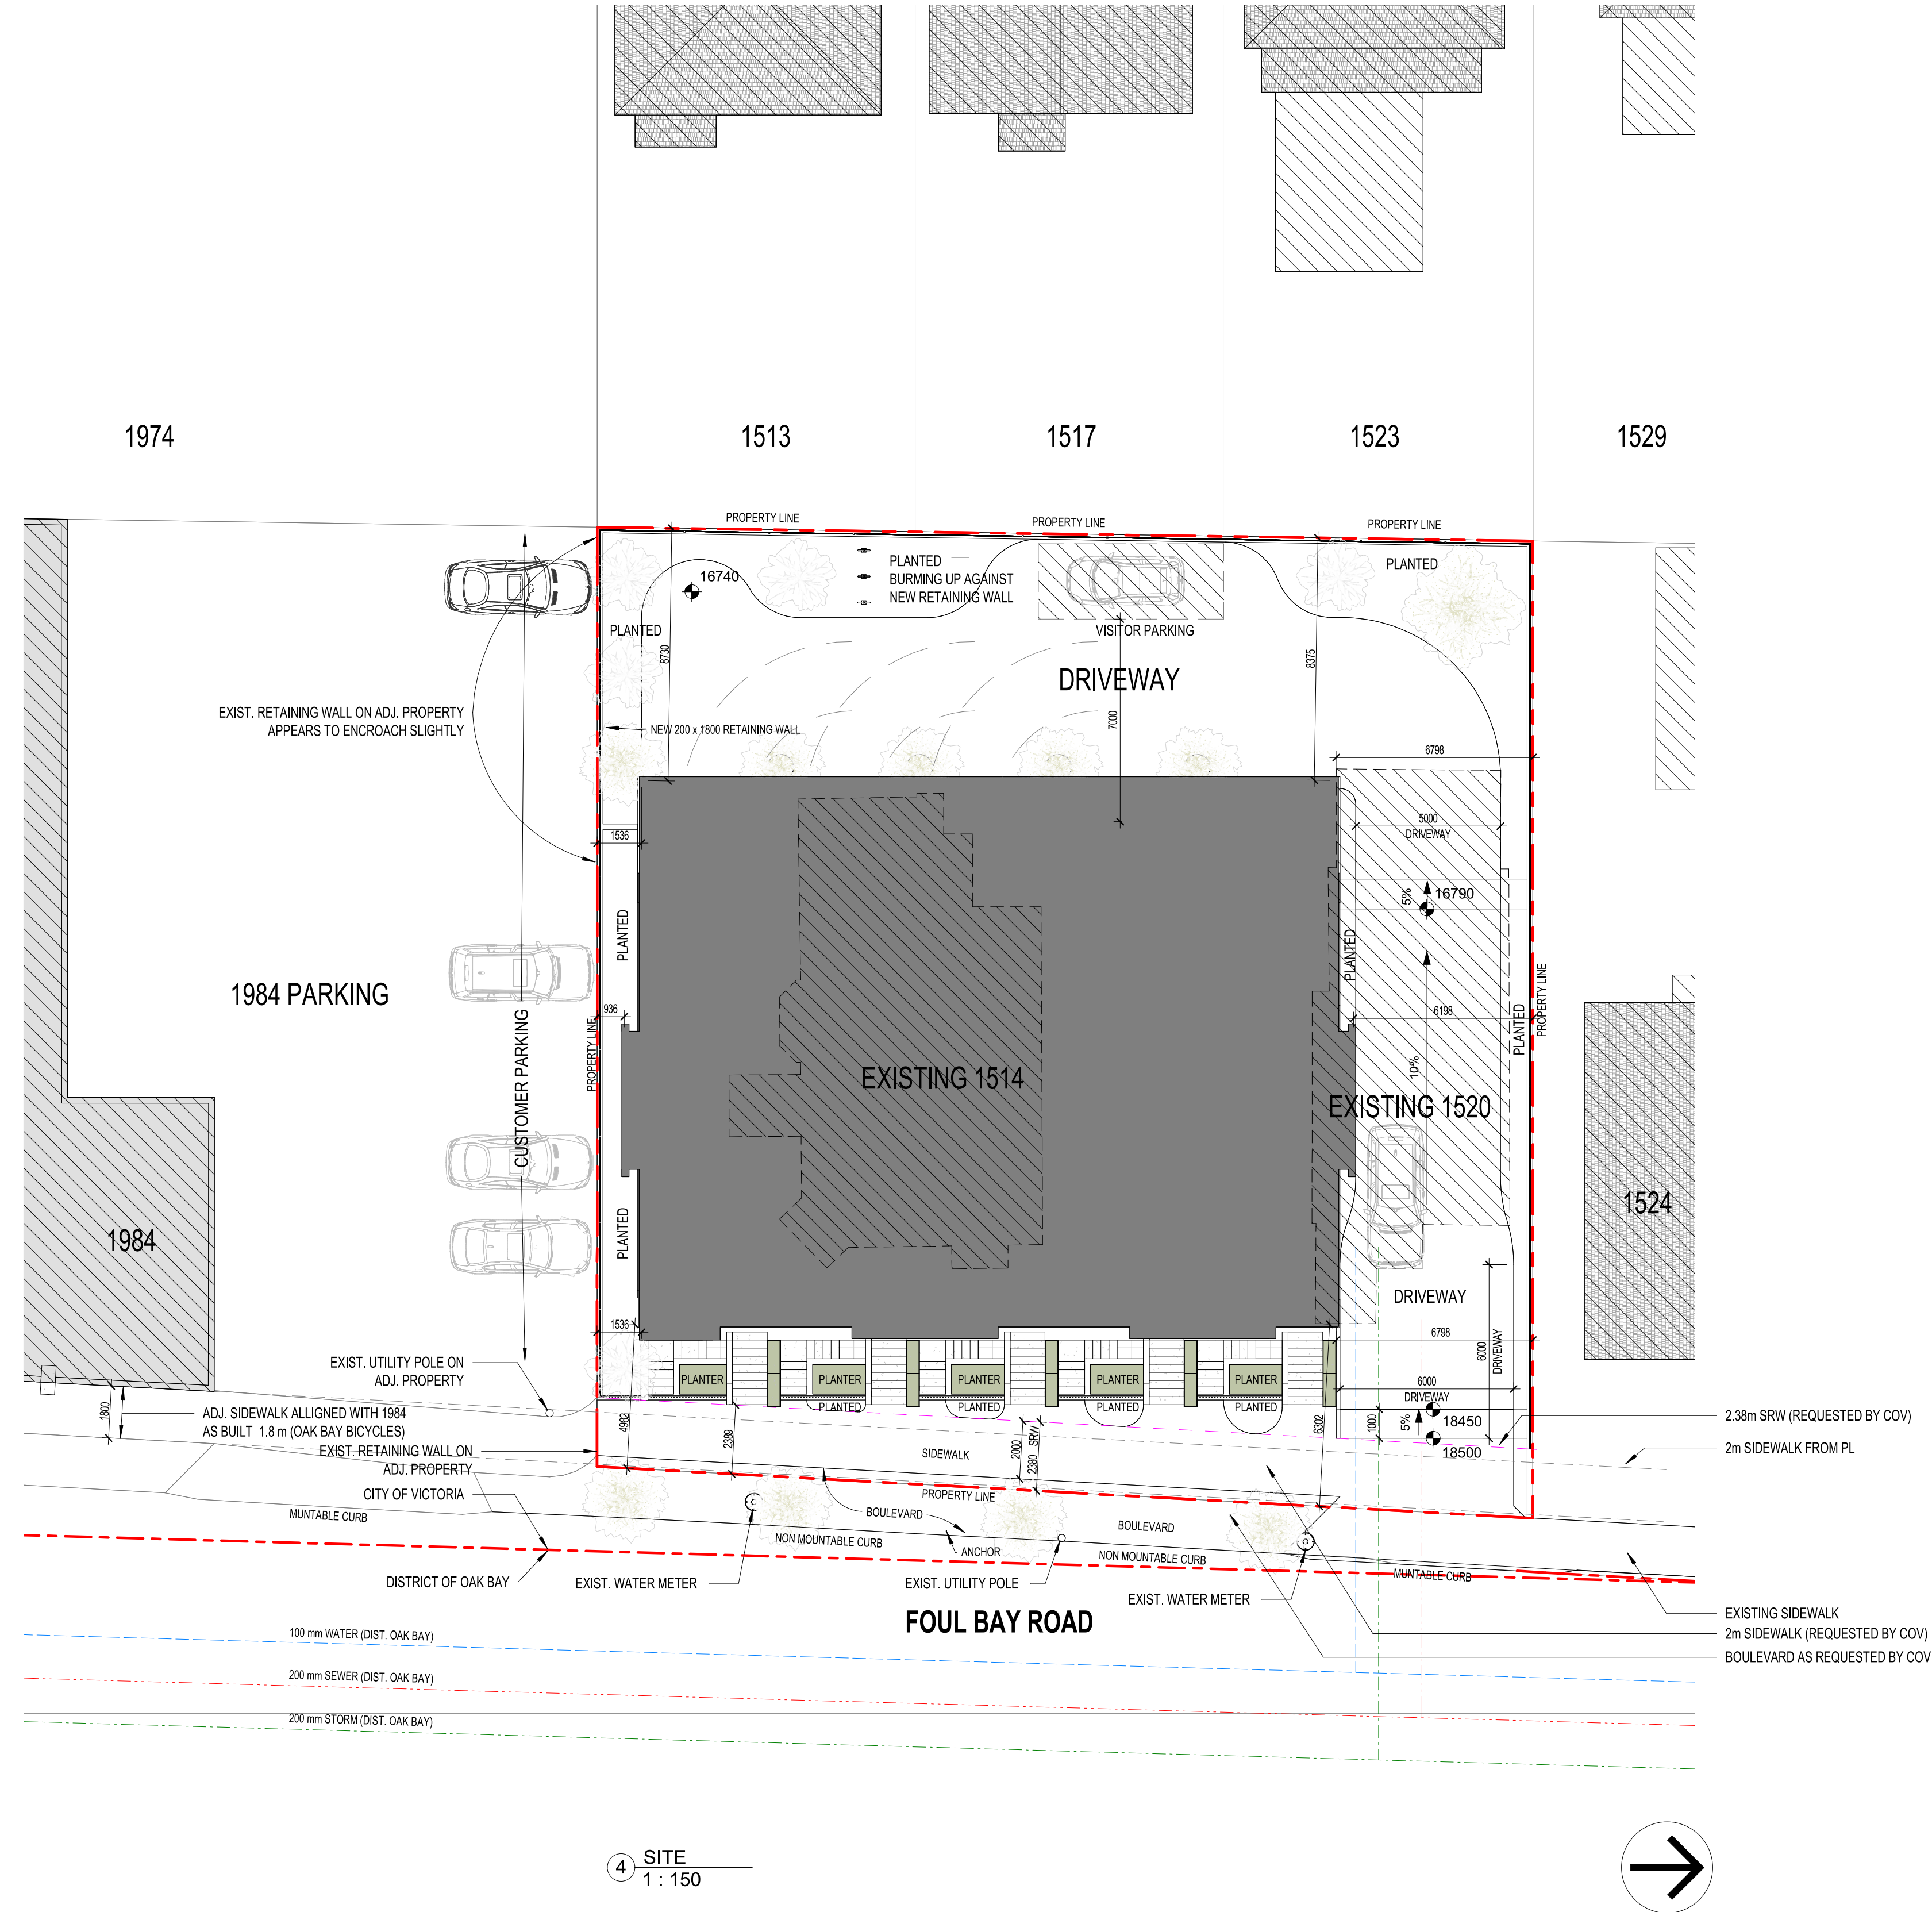 1974
1513
1517
1523
1529
PROPERTY LINE
PROPERTY LINE
PROPERTY LINE
PLANTED
BURMING UP AGAINST
NEW RETAINING WALL
16740
PLANTED
PLANTED
VISITOR PARKING
8730
8375
DRIVEWAY
7000
EXIST. RETAINING WALL ON ADJ. PROPERTY
APPEARS TO ENCROACH SLIGHTLY
NEW 200 x 1800 RETAINING WALL
6798
5000
DRIVEWAY
1536
5%
16790
PLANTED
PLANTED
1984 PARKING
CUSTOMER PARKING
936
PROPERTY LINE
6198
PLANTED
PROPERTY LINE
10%
EXISTING 1514
EXISTING 1520
1984
PLANTED
1524
DRIVEWAY
1536
6798
6000
DRIVEWAY
EXIST. UTILITY POLE ON
ADJ. PROPERTY
PLANTER
PLANTER
PLANTER
PLANTER
PLANTER
6000
DRIVEWAY
PLANTED
PLANTED
PLANTED
PLANTED
1800
ADJ. SIDEWALK ALLIGNED WITH 1984
AS BUILT 1.8 m (OAK BAY BICYCLES)
4982
2389
2000
2380 SRW
6302
1000
5%
18450
18500
2.38m SRW (REQUESTED BY COV)
2m SIDEWALK FROM PL
EXIST. RETAINING WALL ON
ADJ. PROPERTY
SIDEWALK
CITY OF VICTORIA
PROPERTY LINE
MUNTABLE CURB
BOULEVARD
BOULEVARD
NON MOUNTABLE CURB
ANCHOR
NON MOUNTABLE CURB
MUNTABLE CURB
DISTRICT OF OAK BAY
EXIST. WATER METER
EXIST. UTILITY POLE
EXIST. WATER METER
EXISTING SIDEWALK
2m SIDEWALK (REQUESTED BY COV)
BOULEVARD AS REQUESTED BY COV
FOUL BAY ROAD
100 mm WATER (DIST. OAK BAY)
200 mm SEWER (DIST. OAK BAY)
200 mm STORM (DIST. OAK BAY)
4
SITE
1 : 150